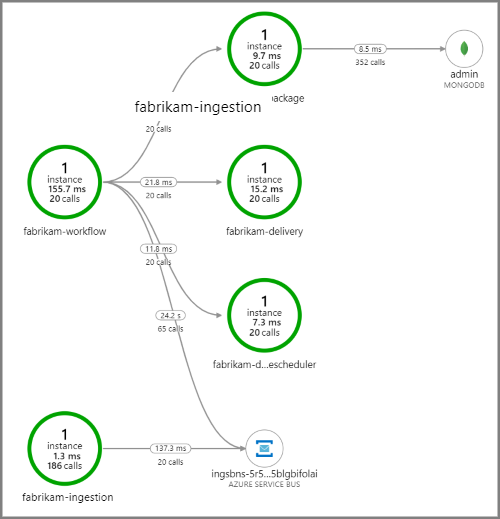 1
instance
9.7 ms
20 calls
8.5 ms
352 calls
admin
MONGODB
package
fabrikam-ingestion
20 calls
1
instance
155.7 ms
20 calls
fabrikam-workflow
21.8 ms
20 calls
1
instance
15.2 ms
20 calls
fabrikam-delivery
11.8 ms
20 calls
24.2 s
65 calls
1
instance
7.3 ms
20 calls
fabrikam-d...escheduler
1
instance
1.3 ms
186 calls
fabrikam-ingestion
137.3 ms
20 calls
ingsbns-5r5...5blgbifolai
AZURE SERVICE BUS